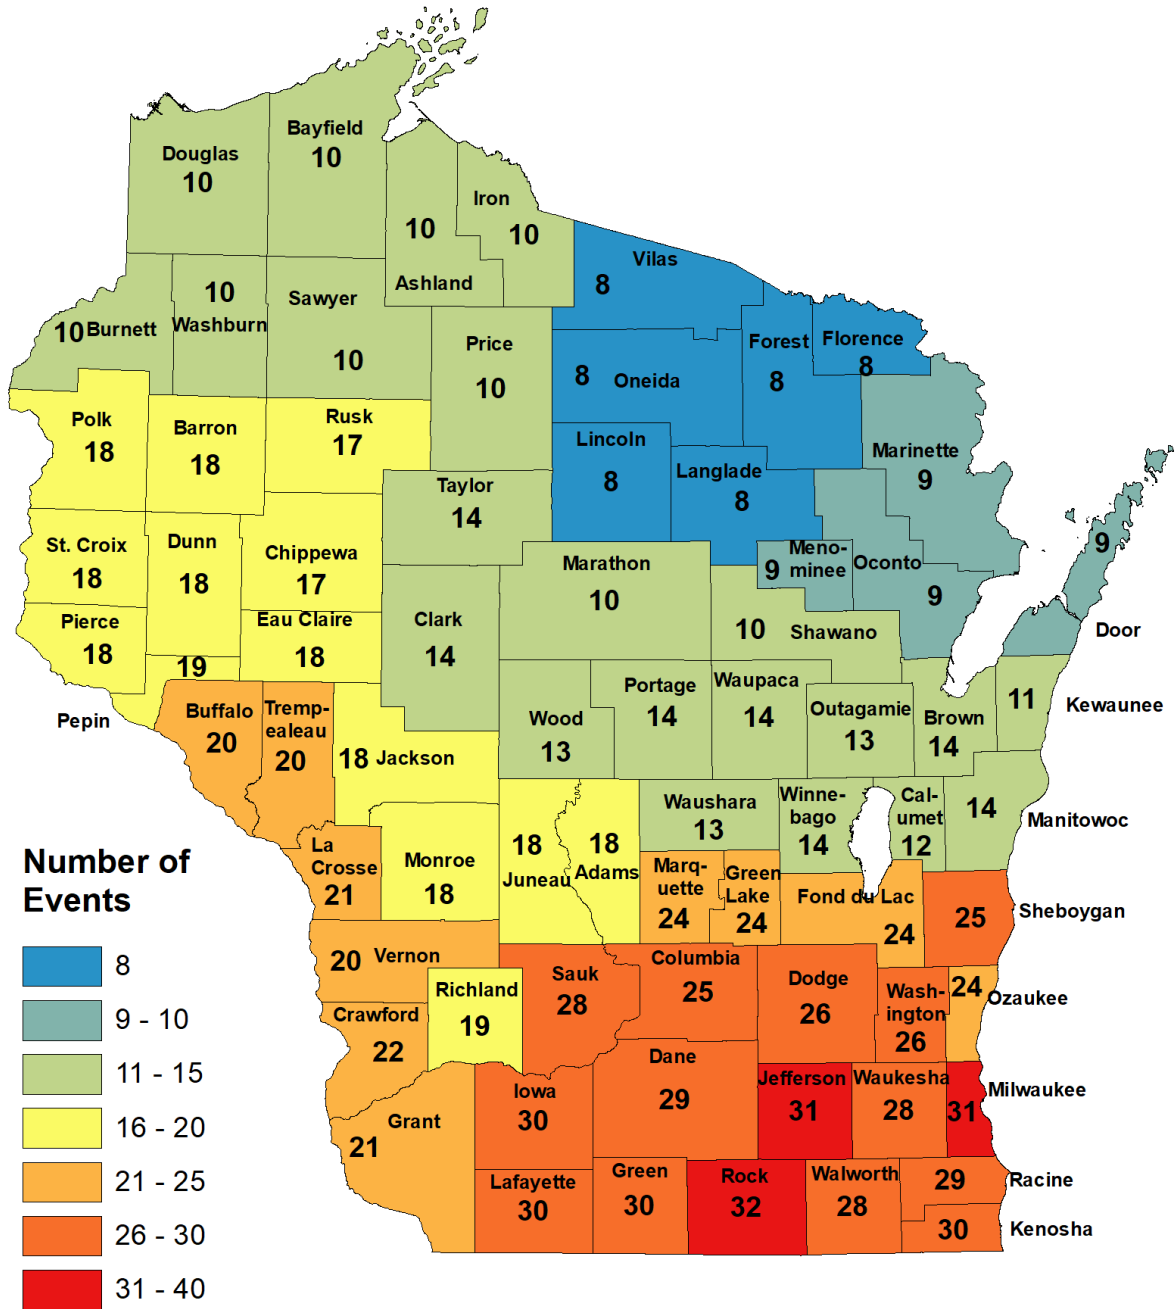 Bayfield
10
Douglas
10
Iron
10
10
Ashland
Vilas
8
10
Washburn
Sawyer
10
10 Burnett
Price
10
Forest
8
Florence
8
8 Oneida
Polk
18
Barron
18
Rusk
17
Lincoln
8
Langlade
8
Marinette
9
Taylor
14
St. Croix
18
Dunn
18
Chippewa
17
Marathon
10
Meno-
9 minee
Oconto
9
9
Door
Pierce
18
Eau Claire
18
Clark
14
10 Shawano
19
Pepin
Buffalo
20
Tremp-
ealeau
20
18 Jackson
Wood
13
Portage
14
Waupaca
14
Outagamie
13
Brown
14
11
Kewaunee
Waushara
13
Winne-
bago
14
Cal-
umet
12
14
Manitowoc
La
Crosse
21
Monroe
18
18
Juneau
18
Adams
Marq-
uette
24
Green
Lake
24
Fond du Lac
24
25
Sheboygan
20 Vernon
Richland
19
Sauk
28
Columbia
25
Dodge
26
Wash-
ington
26
24
Ozaukee
Crawford
22
Grant
21
Iowa
30
Dane
29
Jefferson
31
Waukesha
28
31
Milwaukee
Lafayette
30
Green
30
Rock
32
Walworth
28
29
Racine
30
Kenosha
Number of
Events
8
9 - 10
11 - 15
16 - 20
21 - 25
26 - 30
31 - 40